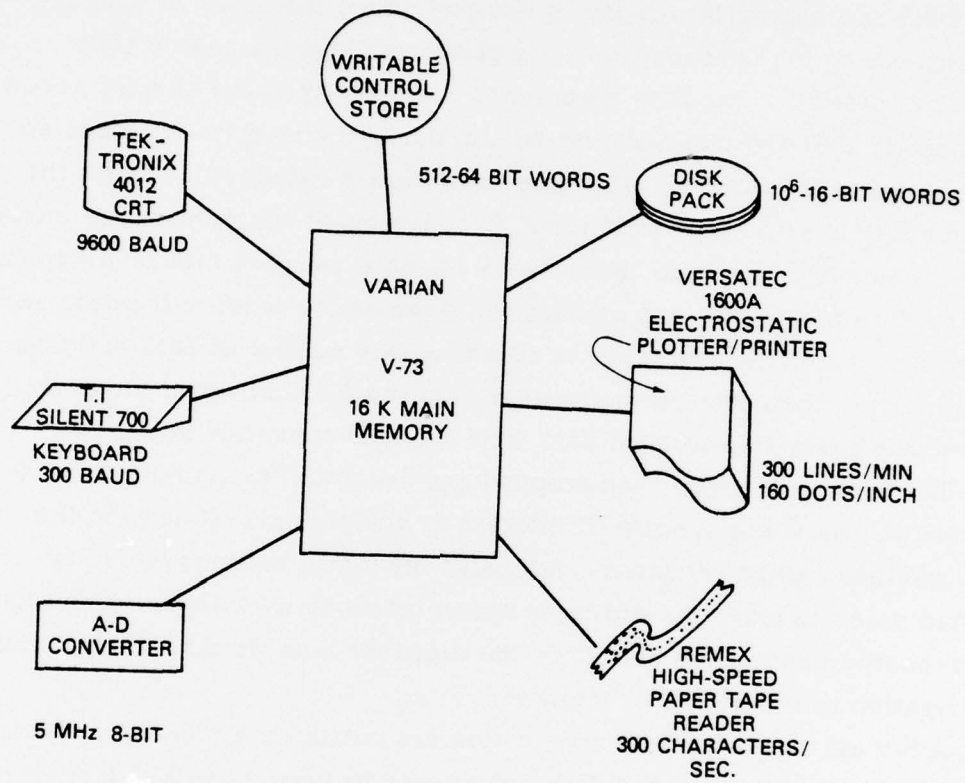 WRITABLE
CONTROL
STORE
TEK-
TRONIX
4012
CRT
9600 BAUD
512-64 BIT WORDS
DISK
PACK
10⁶-16-BIT WORDS
VARIAN
V-73
16 K MAIN
MEMORY
VERSATEC
1600A
ELECTROSTATIC
PLOTTER/PRINTER
300 LINES/MIN
160 DOTS/INCH
T.I
SILENT 700
KEYBOARD
300 BAUD
A-D
CONVERTER
5 MHz 8-BIT
REMEX
HIGH-SPEED
PAPER TAPE
READER
300 CHARACTERS/
SEC.